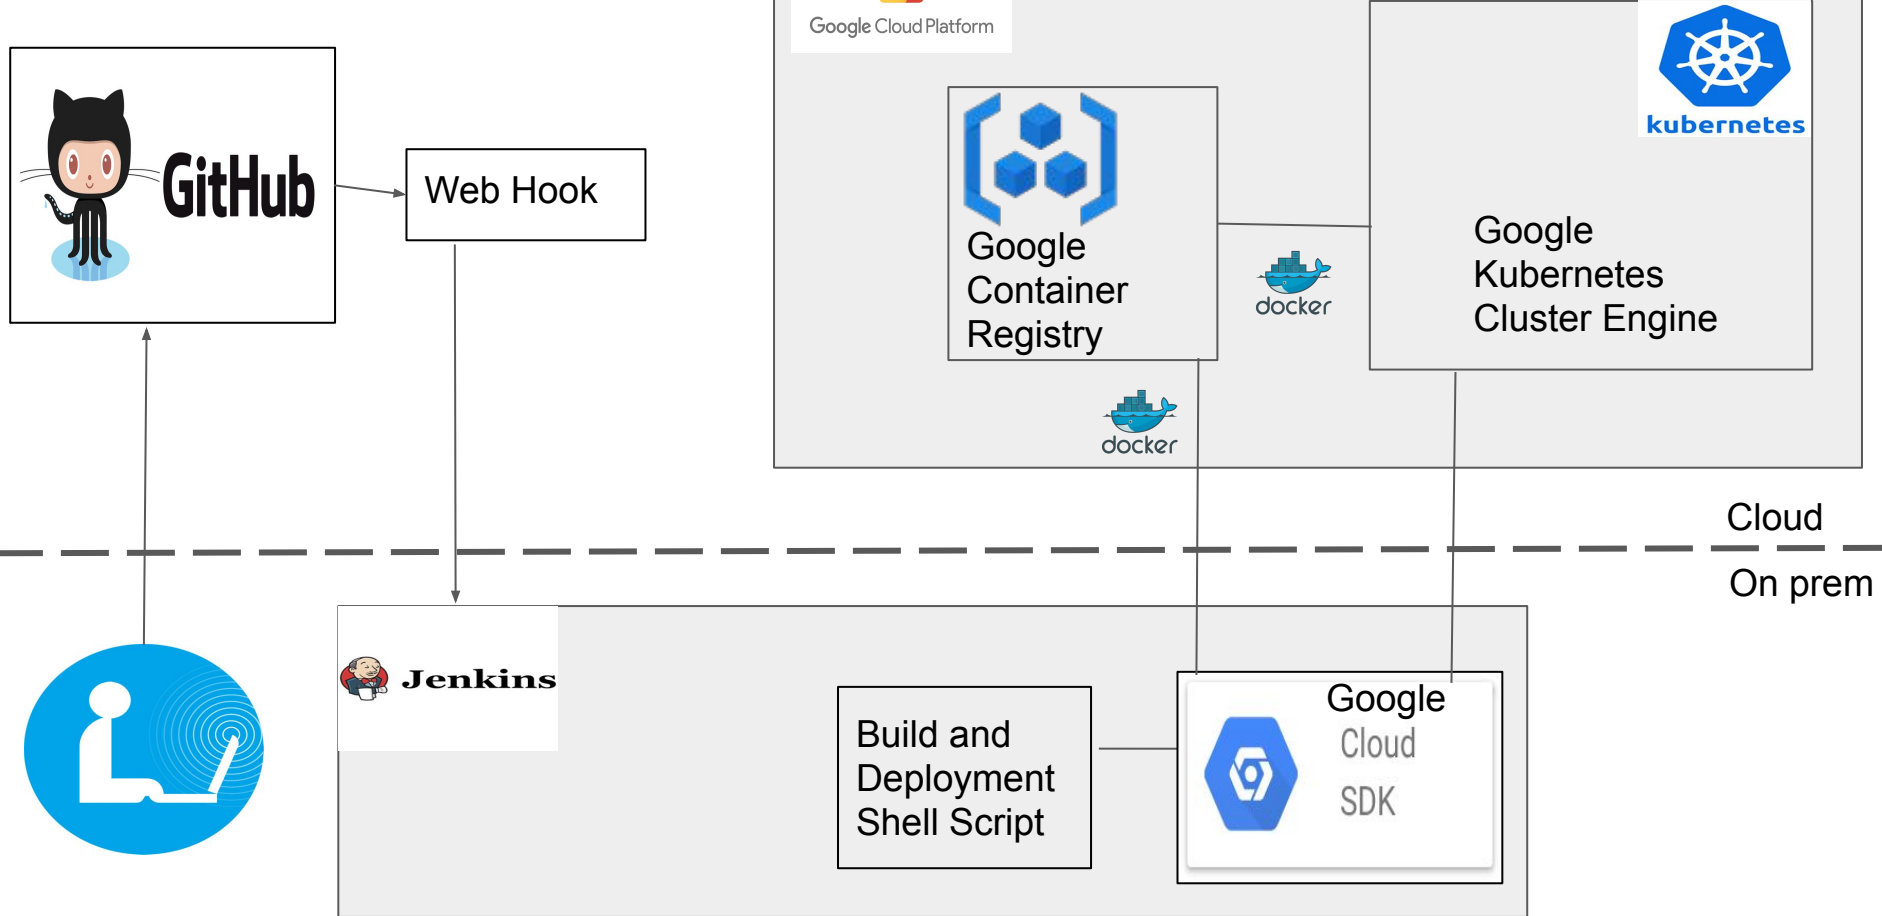 Google Cloud Platform
kubernetes
GitHub
Web Hook
Google
Container
Registry
docker
Google
Kubernetes
Cluster Engine
docker
Cloud
On prem
Jenkins
Build and
Deployment
Shell Script
Google
Cloud
SDK